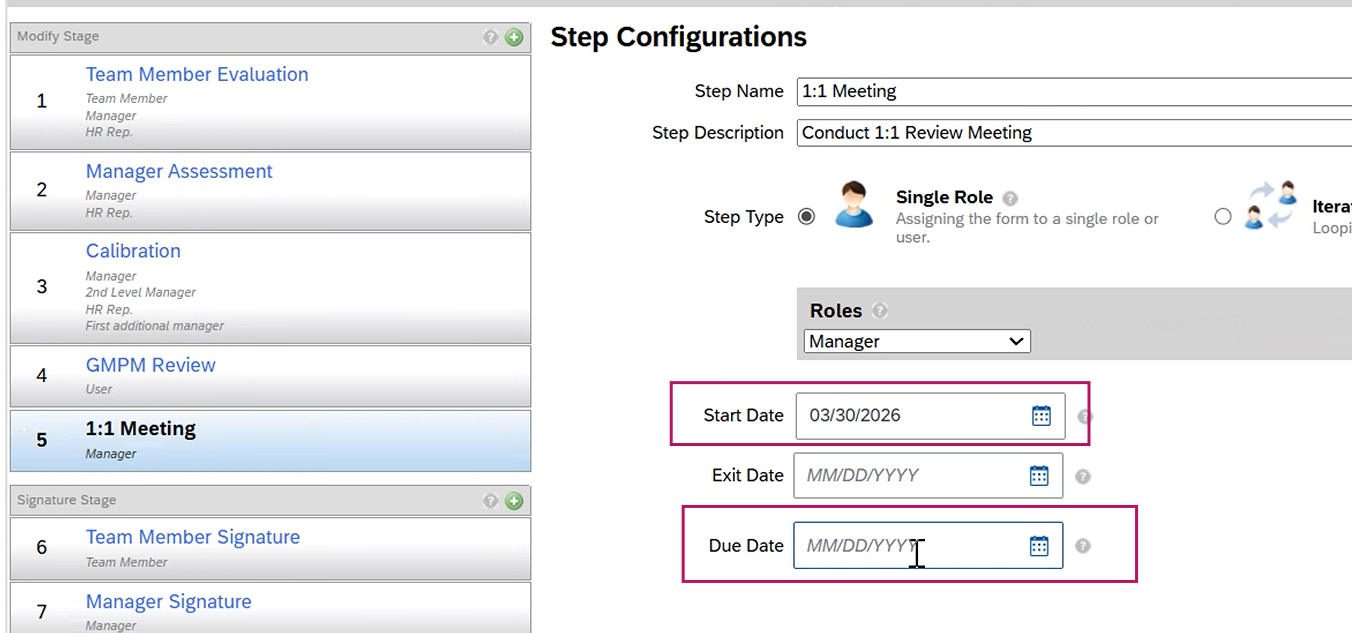 Modify Stage
1
Team Member Evaluation
Team Member
Manager
HR Rep.
2
Manager Assessment
Manager
HR Rep.
3
Calibration
Manager
2nd Level Manager
HR Rep.
First additional manager
4
GMPM Review
User
5
1:1 Meeting
Manager
Signature Stage
6
Team Member Signature
Team Member
7
Manager Signature
Manager
Step Configurations
Step Name 1:1 Meeting
Step Description Conduct 1:1 Review Meeting
Step Type
Single Role ?
Assigning the form to a single role or
user.
Itera
Loopi
Roles ?
Manager
Start Date 03/30/2026
Exit Date MM/DD/YYYY ?
Due Date MM/DD/YYYY ?